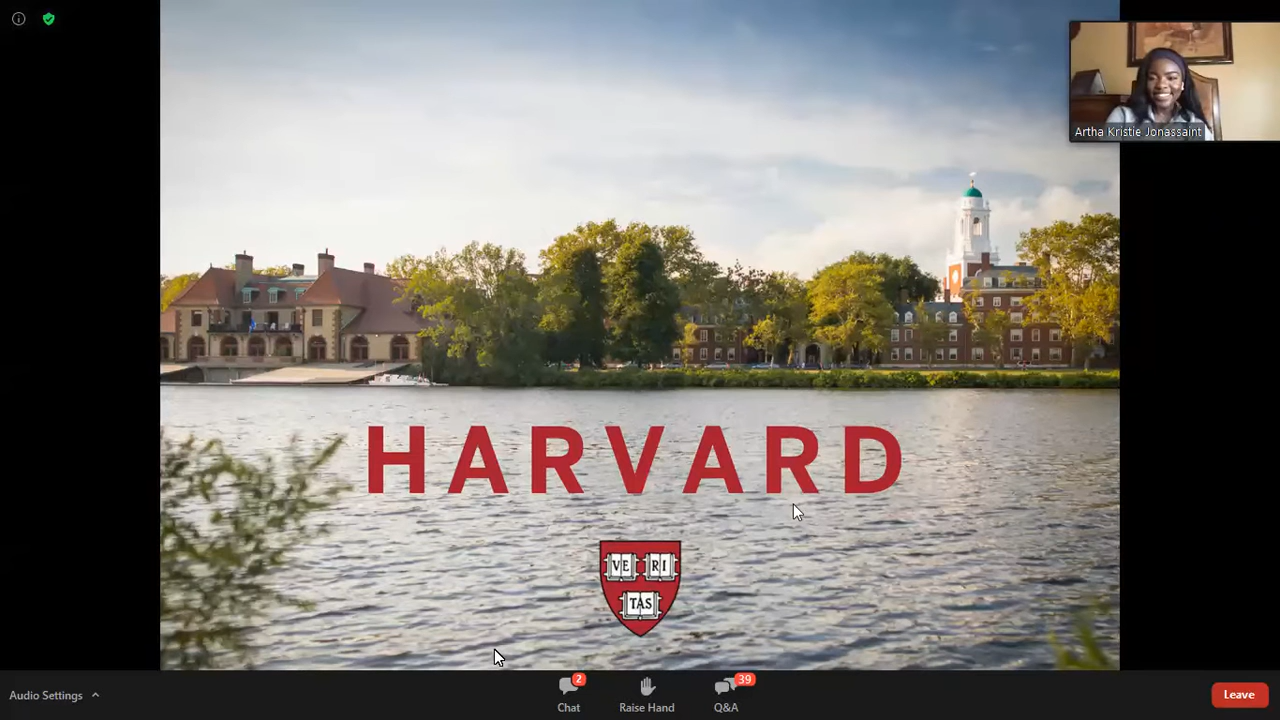 Artha Kristie Jonassaint
HARVARD
VE RI
TAS
Audio Settings
2
Chat
Raise Hand
39
Q&A
Leave